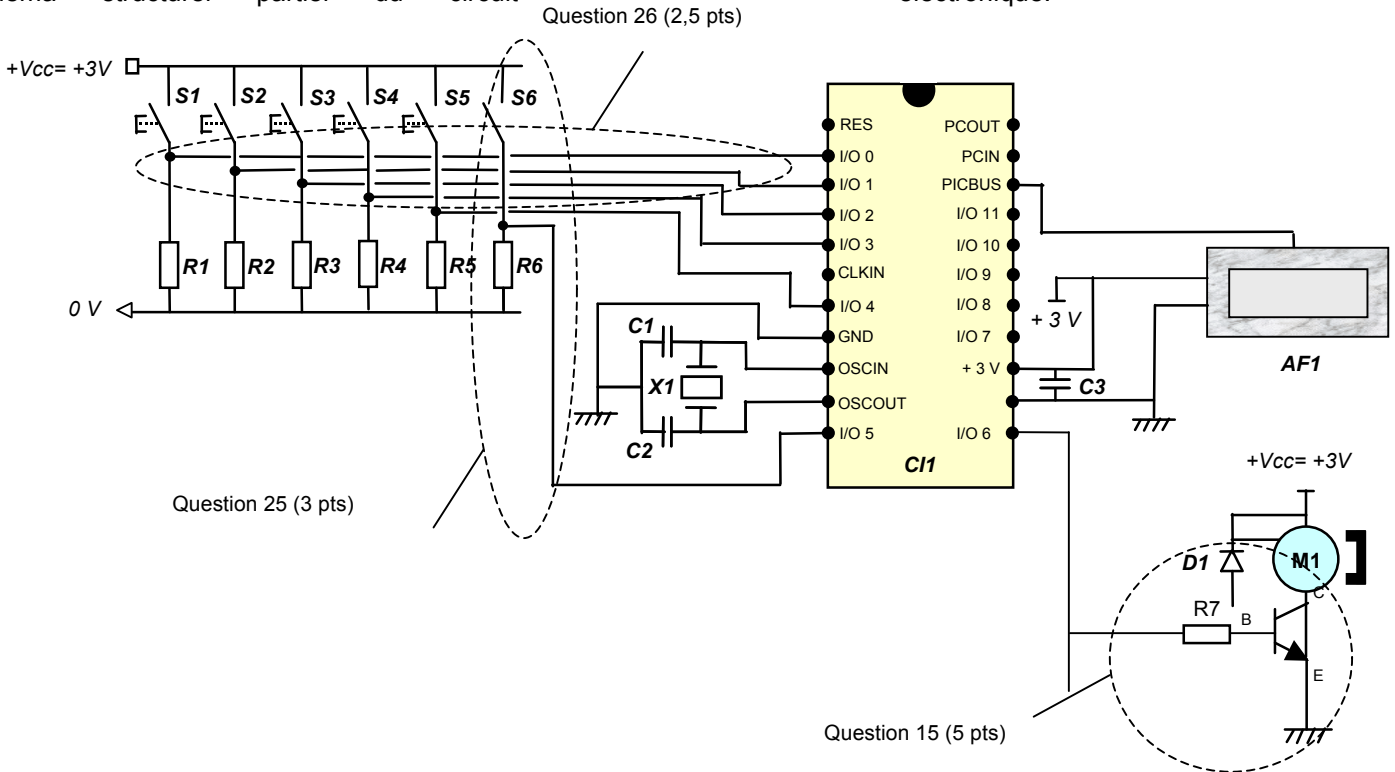 partiel du circuit
Question 26 (2,5 pts)
+Vcc= +3V
S1 S2 S3 S4 S5 S6
R1 R2 R3 R4 R5 R6
0 V
RES
I/O 0
I/O 1
I/O 2
I/O 3
CLKIN
I/O 4
GND
OSCIN
OSCOUT
I/O 5
PCOUT
PCIN
PICBUS
I/O 11
I/O 10
I/O 9
I/O 8
I/O 7
+ 3 V
I/O 6
CI1
C1
X1
C2
+ 3 V
C3
AF1
Question 25 (3 pts)
+Vcc= +3V
D1
M1
C
R7
B
E
Question 15 (5 pts)